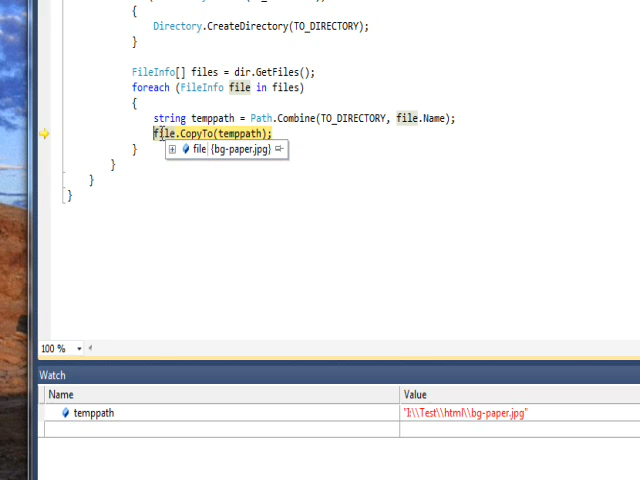 {
Directory.CreateDirectory(TO_DIRECTORY);
}
FileInfo[] files = dir.GetFiles();
foreach (FileInfo file in files)
{
string temppath = Path.Combine(TO_DIRECTORY, file.Name);
file.CopyTo(temppath);
file {bg-paper.jpg}
}
}
}
}
100 %
Watch
Name Value
temppath "I:\\Test\\html\\bg-paper.jpg"